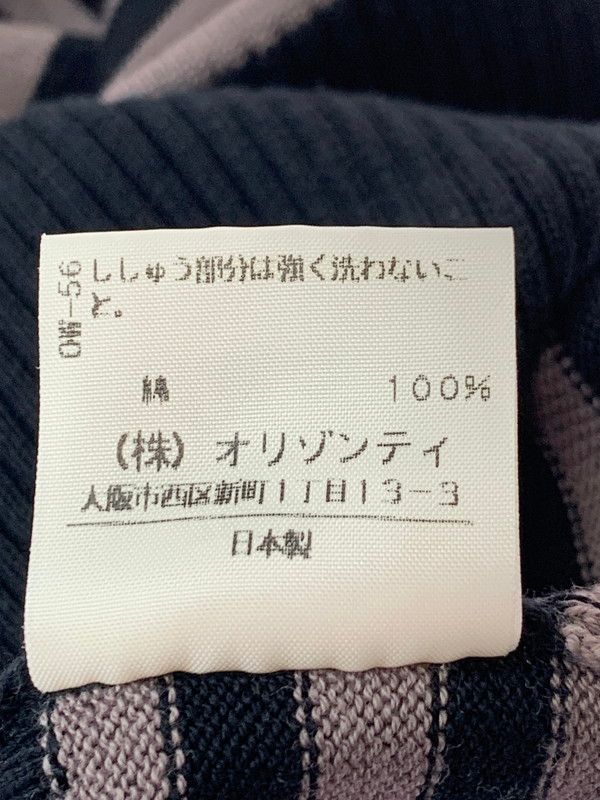 ししゅう部分は強く洗わないこ
と。
OW-56
綿 100%
(株) オリゾンティ
大阪市西区新町1丁目13-3
日本製